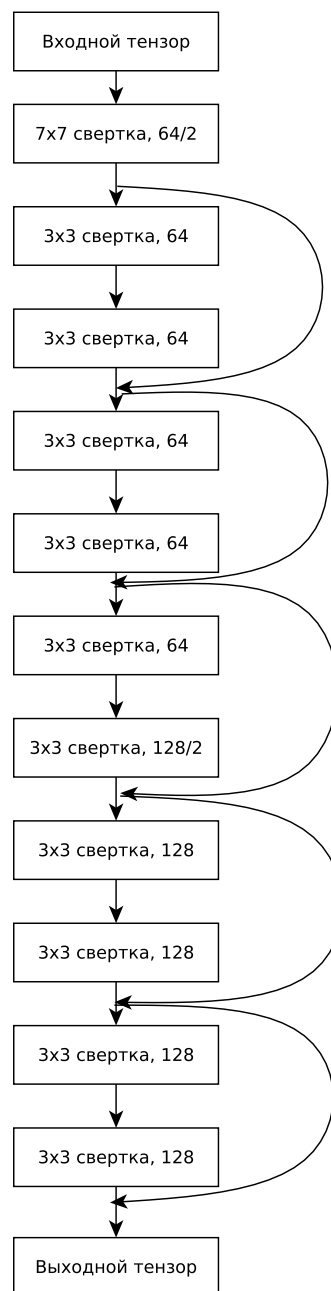 Входной тензор
7x7 свертка, 64/2
3x3 свертка, 64
3x3 свертка, 64
3x3 свертка, 64
3x3 свертка, 64
3x3 свертка, 64
3x3 свертка, 128/2
3x3 свертка, 128
3x3 свертка, 128
3x3 свертка, 128
3x3 свертка, 128
Выходной тензор